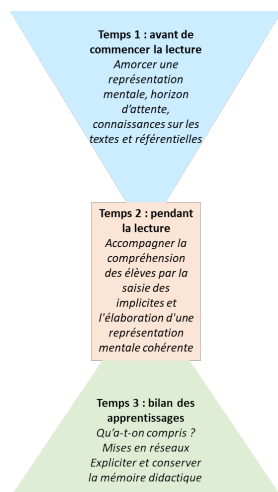 Temps 1 : avant de
commencer la lecture
Amorcer une
représentation
mentale, horizon
d'attente,
connaissances sur les
textes et référentielles
Temps 2 : pendant
la lecture
Accompagner la
compréhension
des élèves par la
saisie des
implicites et
l'élaboration d'une
représentation
mentale cohérente
Temps 3 : bilan des
apprentissages
Qu'a-t-on compris ?
Mises en réseaux
Expliciter et conserver
la mémoire didactique